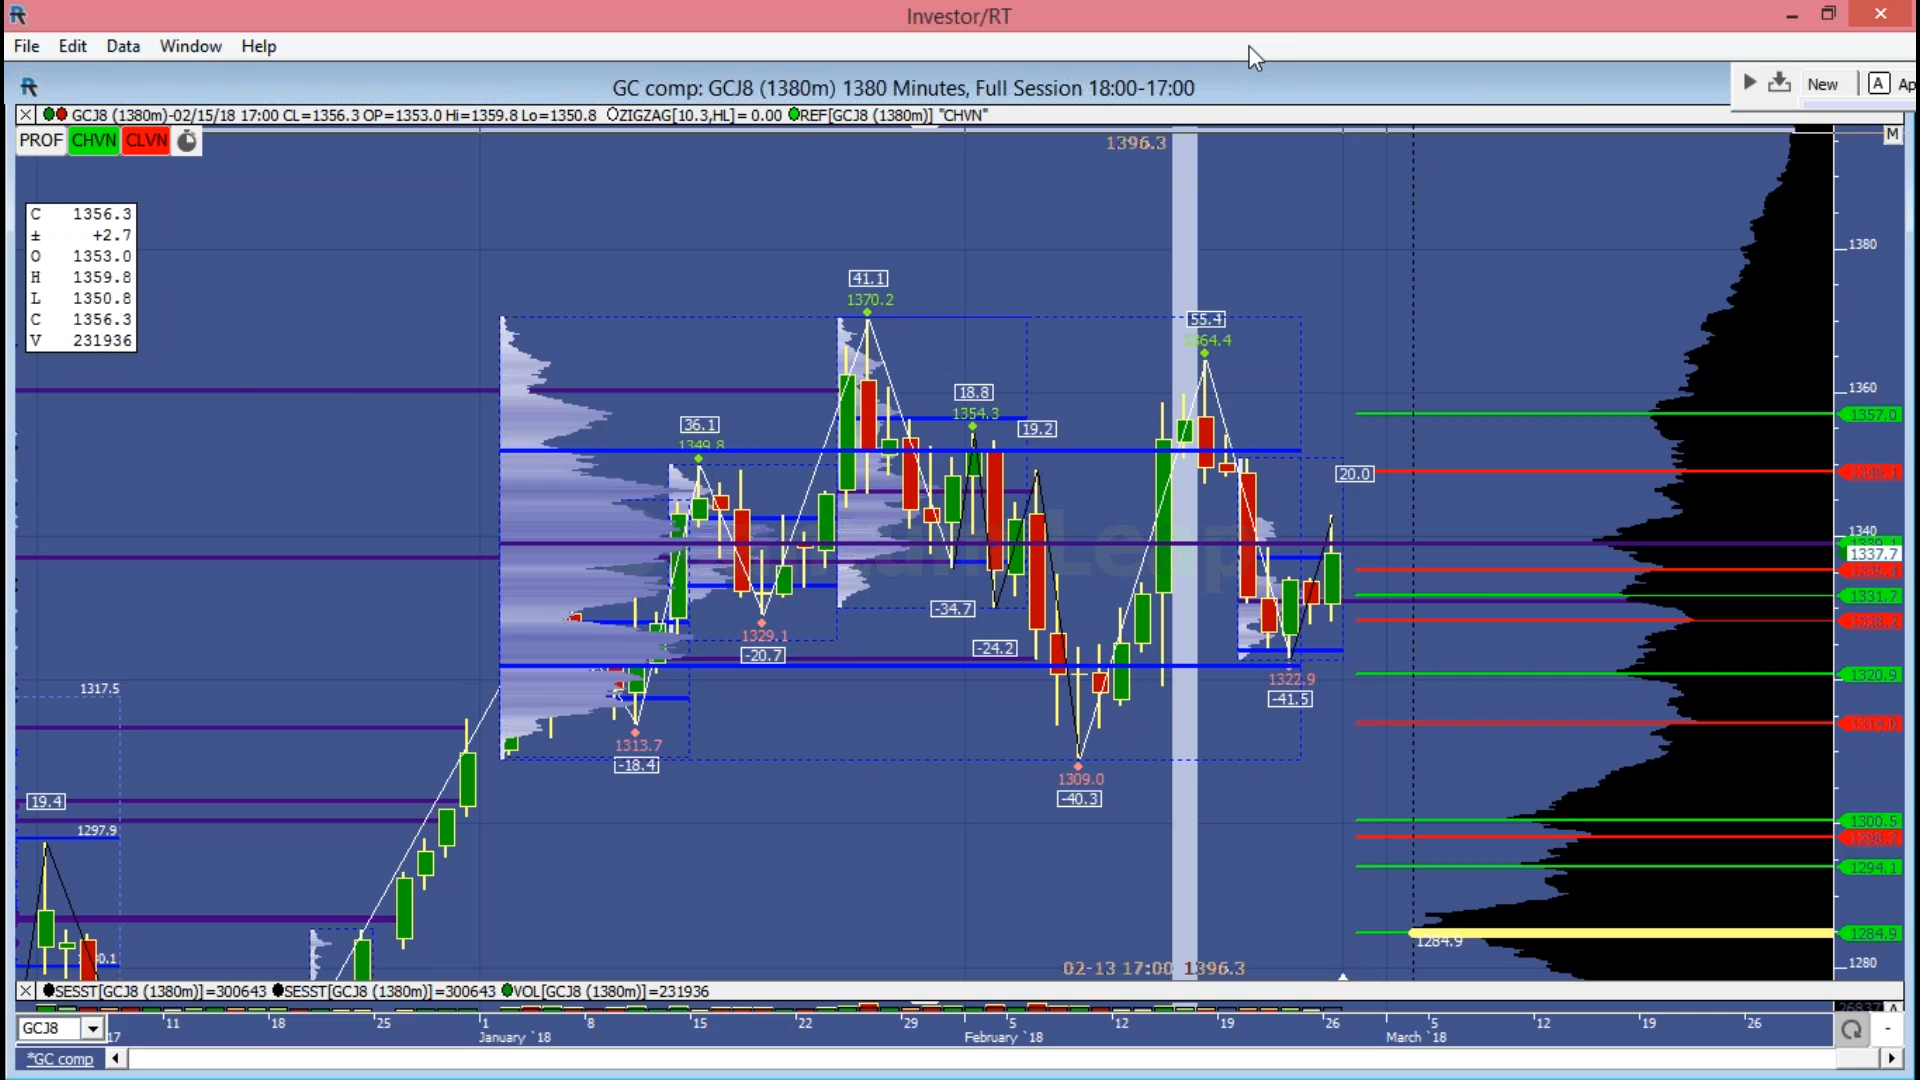 Investor/RT
File Edit Data Window Help
GC comp: GCJ8 (1380m) 1380 Minutes, Full Session 18:00-17:00
New A Ap
GCJ8 (1380m)-02/15/18 17:00 CL=1356.3 OP=1353.0 Hi=1359.8 Lo=1350.8 ZIGZAG[10.3,HL]= 0.00 REF[GCJ8 (1380m)] "CHVN"
PROF CHVN CLVN
M
1396.3
C 1356.3
± +2.7
O 1353.0
H 1359.8
L 1350.8
C 1356.3
V 231936
1380
41.1
1370.2
55.4
1364.4
1360
18.8
1354.3
1357.0
36.1
1349.8
19.2
20.0
1340
1337.7
1331.7
-34.7
1329.1
-20.7
-24.2
1320.9
1322.9
-41.5
1317.5
1313.7
-18.4
1309.0
-40.3
19.4
1300.5
1297.9
1294.1
1284.9
1284.9
1280
02-13 17:00 1396.3
SESST[GCJ8 (1380m)]=300643 SESST[GCJ8 (1380m)]=300643 VOL[GCJ8 (1380m)]=231936
GCJ8
17 11 18 25 1 8 15 22 29 5 12 19 26 5 12 19 26
January `18 February `18 March `18
*GC comp